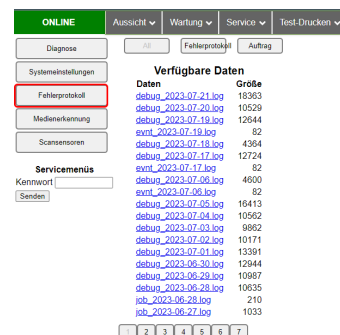 ONLINE Aussicht Wartung Service Test-Drucken
Diagnose
Systemeinstellungen
Fehlerprotokoll
Medienerkennung
Scansensoren
Servicemenüs
Kennwort
Senden
All Fehlerprotokoll Auftrag
Verfügbare Daten
Daten Größe
debug_2023-07-21.log 18363
debug_2023-07-20.log 10529
debug_2023-07-19.log 12644
evnt_2023-07-19.log 82
debug_2023-07-18.log 4364
debug_2023-07-17.log 12724
evnt_2023-07-17.log 82
debug_2023-07-06.log 4600
evnt_2023-07-06.log 82
debug_2023-07-05.log 16413
debug_2023-07-04.log 10562
debug_2023-07-03.log 9862
debug_2023-07-02.log 10171
debug_2023-07-01.log 13391
debug_2023-06-30.log 12944
debug_2023-06-29.log 10987
debug_2023-06-28.log 10635
job_2023-06-28.log 210
job_2023-06-27.log 1033
1 2 3 4 5 6 7